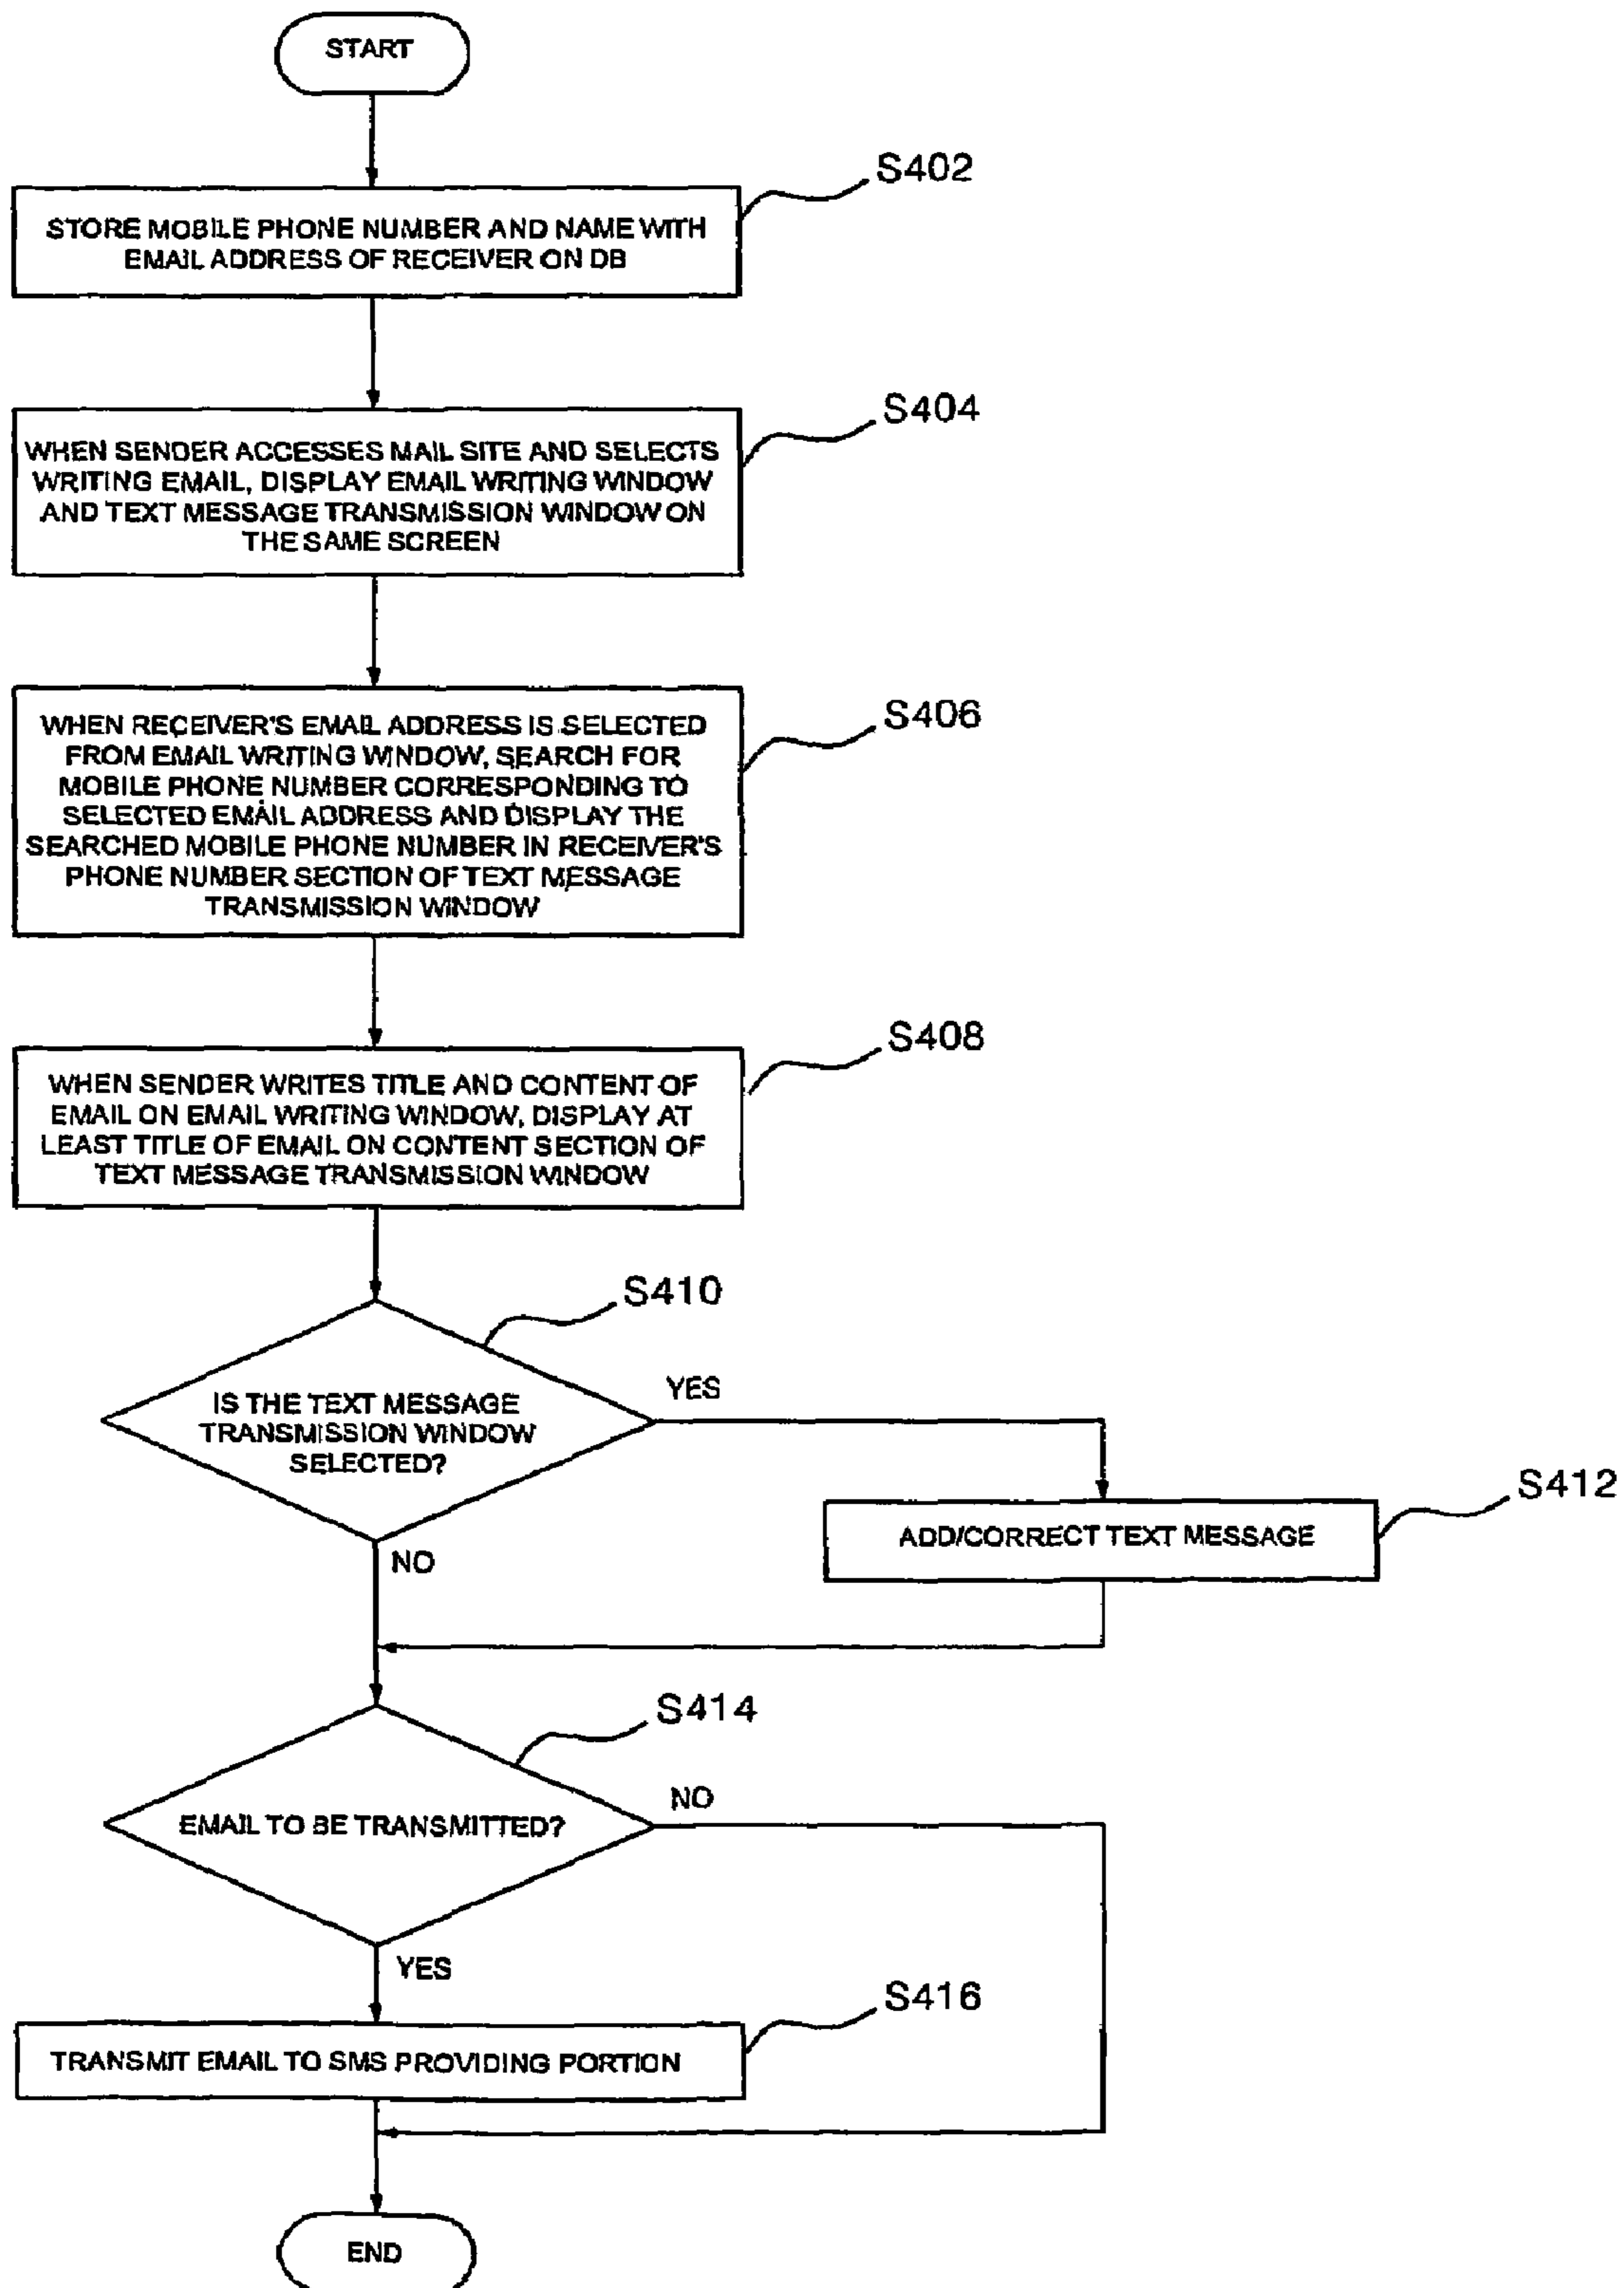 START
S402
STORE MOBILE PHONE NUMBER AND NAME WITH
EMAIL ADDRESS OF RECEIVER ON DB
S404
WHEN SENDER ACCESSES MAIL SITE AND SELECTS
WRITING EMAIL, DISPLAY EMAIL WRITING WINDOW
AND TEXT MESSAGE TRANSMISSION WINDOW ON
THE SAME SCREEN
S406
WHEN RECEIVER'S EMAIL ADDRESS IS SELECTED
FROM EMAIL WRITING WINDOW, SEARCH FOR
MOBILE PHONE NUMBER CORRESPONDING TO
SELECTED EMAIL ADDRESS AND DISPLAY THE
SEARCHED MOBILE PHONE NUMBER IN RECEIVER'S
PHONE NUMBER SECTION OF TEXT MESSAGE
TRANSMISSION WINDOW
S408
WHEN SENDER WRITES TITLE AND CONTENT OF
EMAIL ON EMAIL WRITING WINDOW, DISPLAY AT
LEAST TITLE OF EMAIL ON CONTENT SECTION OF
TEXT MESSAGE TRANSMISSION WINDOW
S410
IS THE TEXT MESSAGE
TRANSMISSION WINDOW
SELECTED?
YES
S412
ADD/CORRECT TEXT MESSAGE
NO
S414
EMAIL TO BE TRANSMITTED?
NO
YES
S416
TRANSMIT EMAIL TO SMS PROVIDING PORTION
END